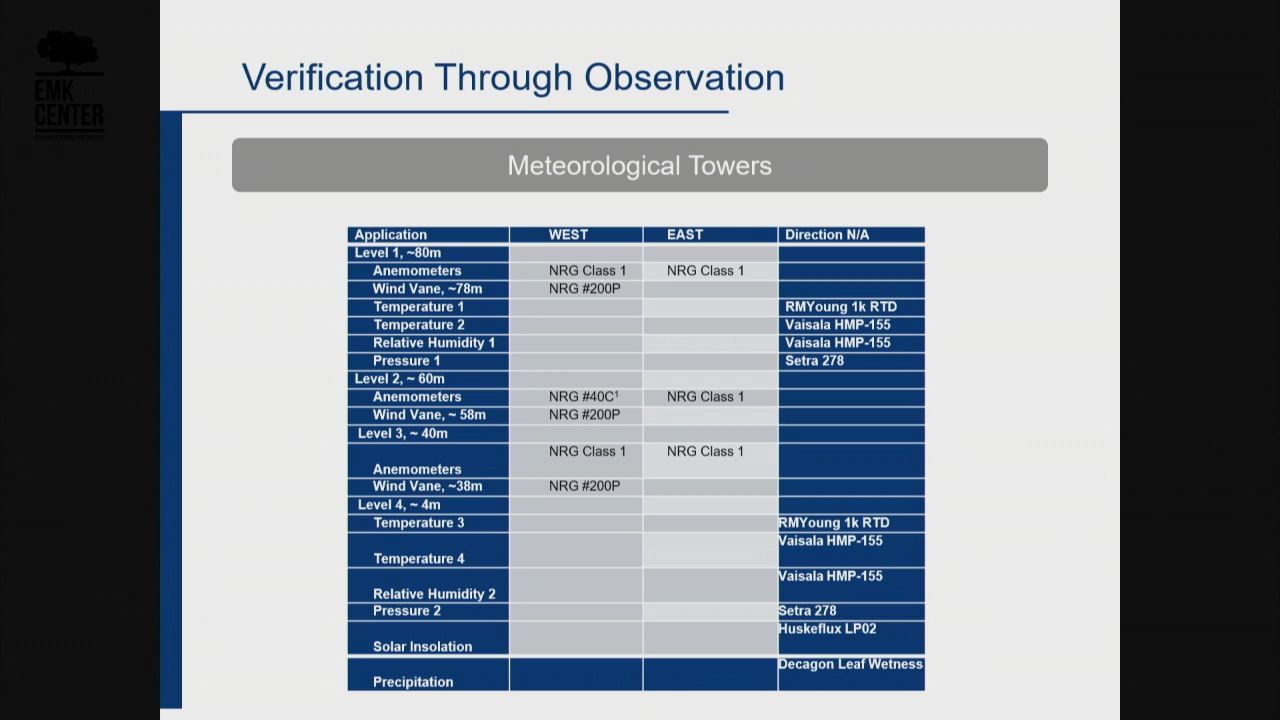 EMK
CENTER
Verification Through Observation
Meteorological Towers
Application WEST EAST Direction N/A
Level 1, ~80m
Anemometers NRG Class 1 NRG Class 1
Wind Vane, ~78m NRG #200P
Temperature 1 RMYoung 1k RTD
Temperature 2 Vaisala HMP-155
Relative Humidity 1 Vaisala HMP-155
Pressure 1 Setra 278
Level 2, ~ 60m
Anemometers NRG #40C¹ NRG Class 1
Wind Vane, ~ 58m NRG #200P
Level 3, ~ 40m
Anemometers NRG Class 1 NRG Class 1
Wind Vane, ~38m NRG #200P
Level 4, ~ 4m
Temperature 3 RMYoung 1k RTD
Temperature 4 Vaisala HMP-155
Relative Humidity 2 Vaisala HMP-155
Pressure 2 Setra 278
Solar Insolation Huskeflux LP02
Precipitation Decagon Leaf Wetness